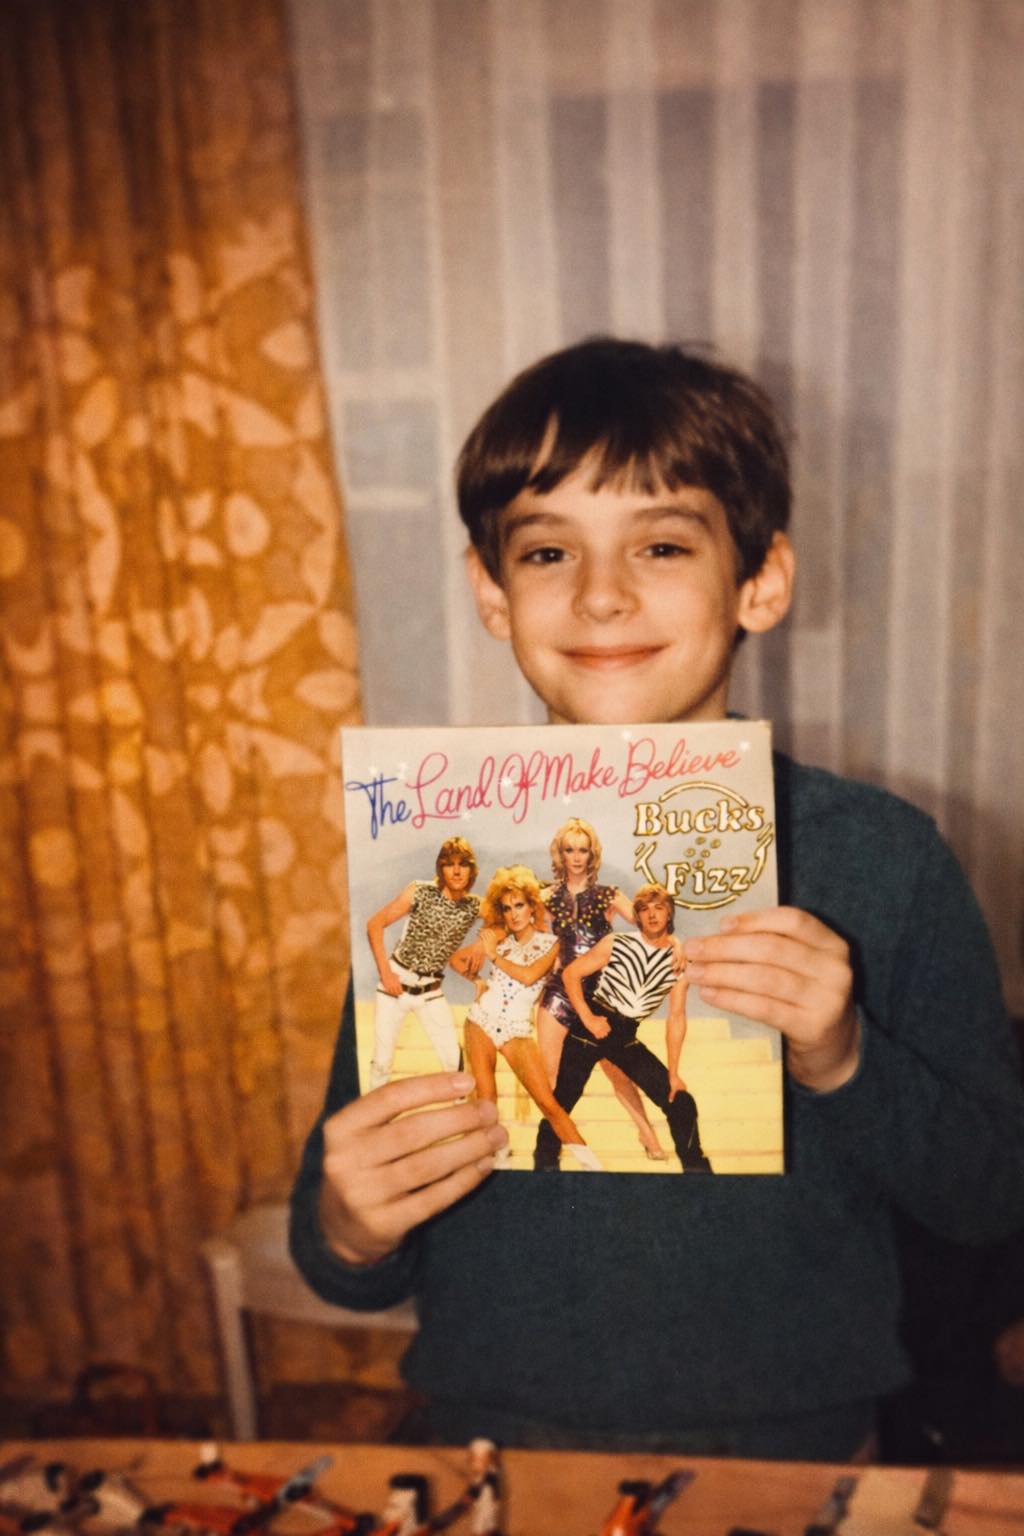 The Land Of Make Believe
Bucks
Fizz